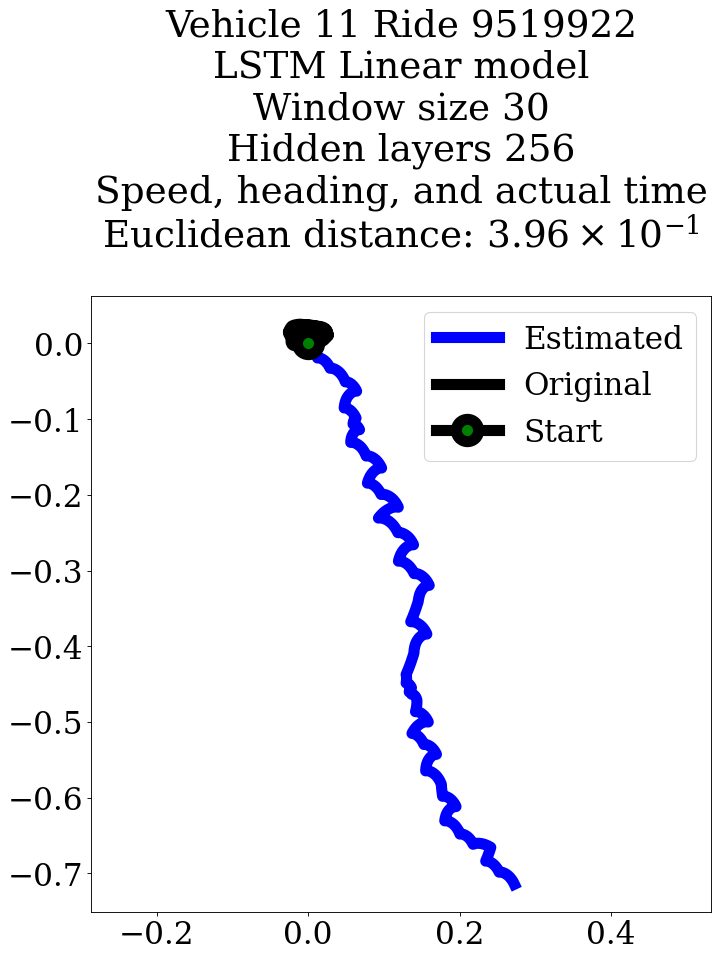 Vehicle 11 Ride 9519922
LSTM Linear model
Window size 30
Hidden layers 256
Speed, heading, and actual time
Euclidean distance: 3.96 × 10⁻¹
Estimated
Original
Start
0.0
−0.1
−0.2
−0.3
−0.4
−0.5
−0.6
−0.7
−0.2 0.0 0.2 0.4